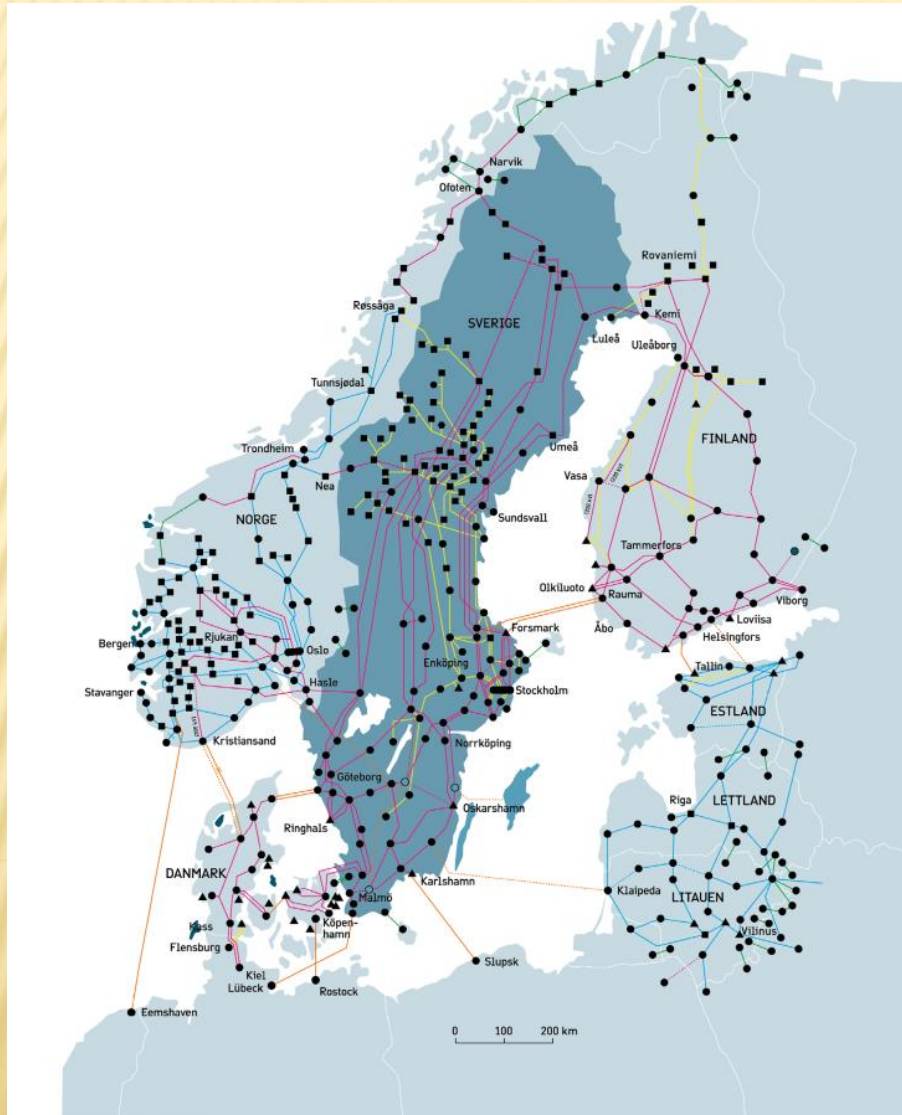 Narvik
Ofoten
Rovaniemi
Røssåga
SVERIGE
Kemi
Luleå
Uleåborg
Tunnsjødal
FINLAND
Umeå
Trondheim
Vasa
Nea
Sundsvall
NORGE
Tammerfors
Olkiluoto
Rauma
Viborg
Rjukan
Forsmark
Loviisa
Bergen
Oslo
Åbo
Helsingfors
Enköping
Tallin
Stavanger
Hasle
Stockholm
ESTLAND
Kristiansand
Norrköping
Göteborg
Oskarshamn
Riga
LETTLAND
Ringhals
DANMARK
Karlshamn
Klaipeda
Malmö
LITAUEN
Kass
Köpen-
hamn
Vilinus
Flensburg
Slupsk
Kiel
Lübeck
Rostock
Eemshaven
0 100 200 km